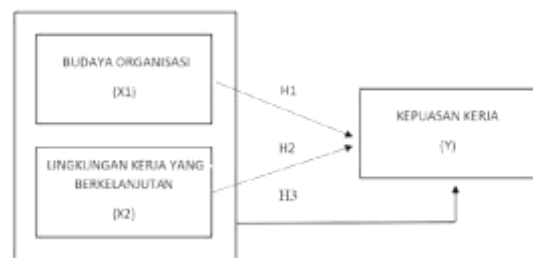 BUDAYA ORGANISASI
(X1)
H1
KEPUASAN KERJA
(Y)
H2
LINGKUNGAN KERJA YANG
BERKELANJUTAN
(X2)
H3